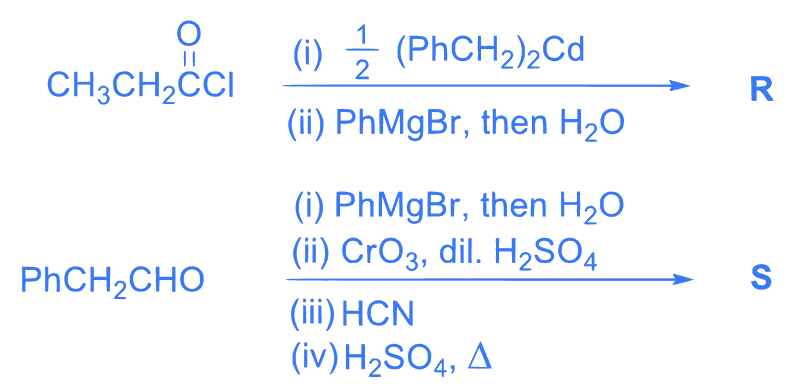 O
CH₃CH₂CCl
(i) 1/2 (PhCH₂)₂Cd
(ii) PhMgBr, then H₂O
R
PhCH₂CHO
(i) PhMgBr, then H₂O
(ii) CrO₃, dil. H₂SO₄
(iii) HCN
(iv) H₂SO₄, Δ
S